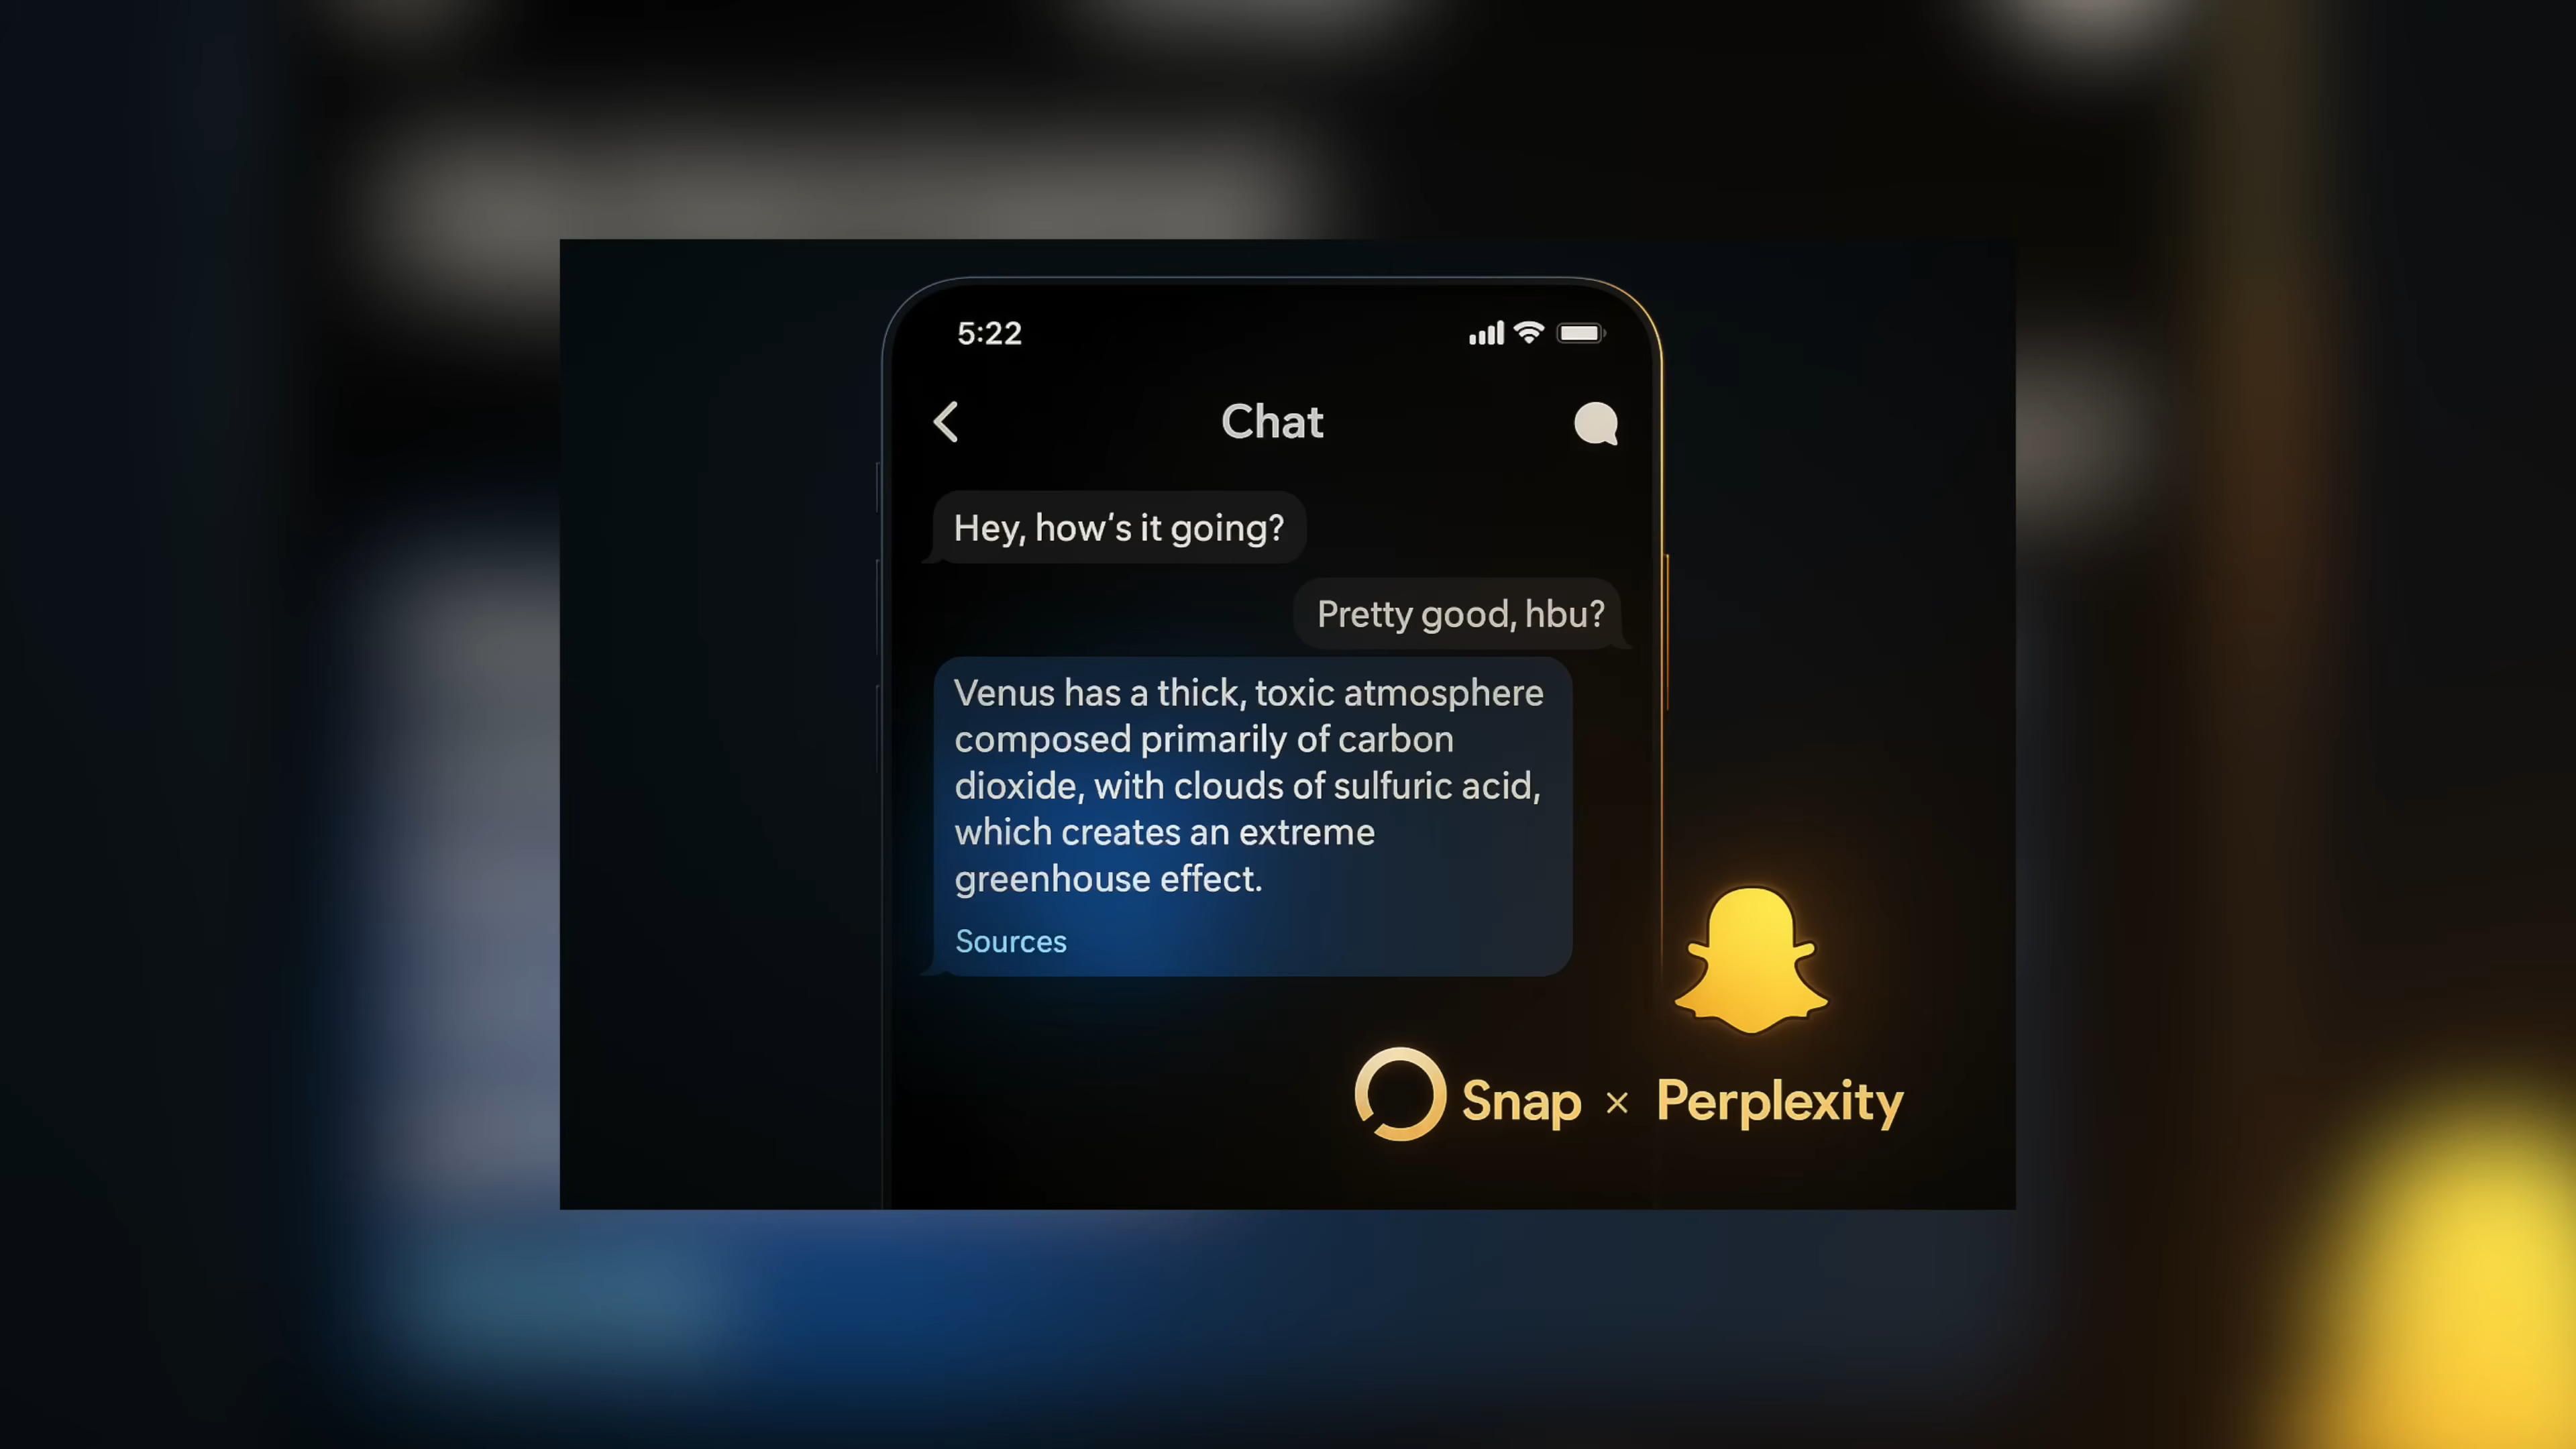 5:22
Chat
Hey, how's it going?
Pretty good, hbu?
Venus has a thick, toxic atmosphere
composed primarily of carbon
dioxide, with clouds of sulfuric acid,
which creates an extreme
greenhouse effect.
Sources
Snap × Perplexity